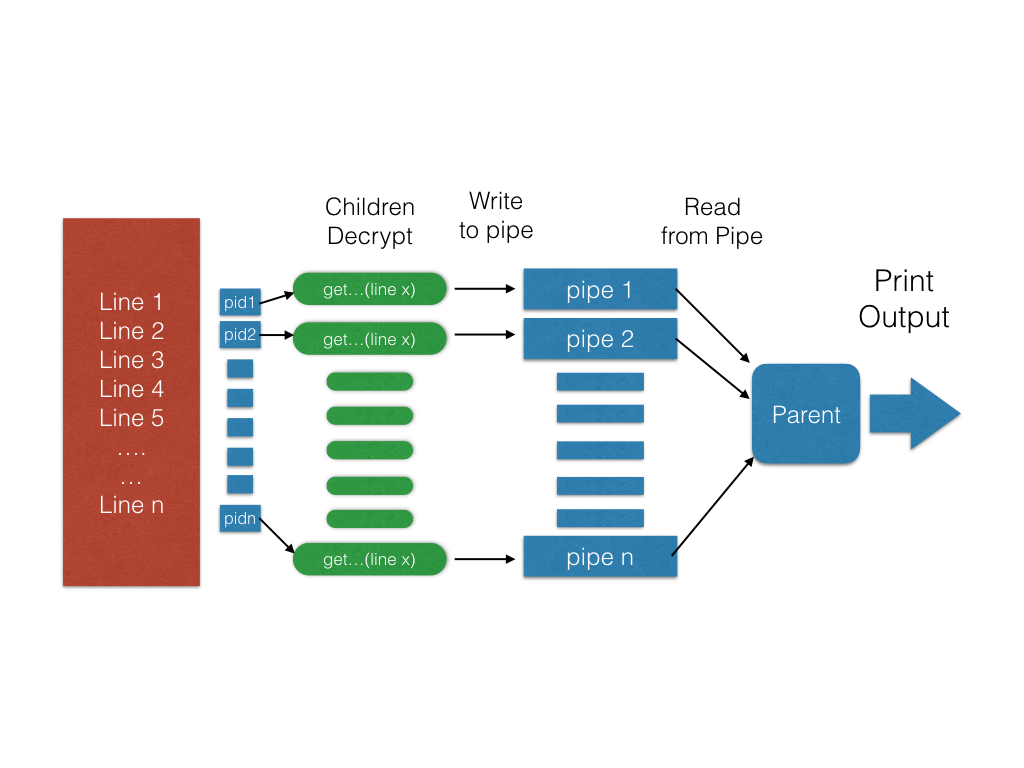 Children
Decrypt
Write
to pipe
Read
from Pipe
Print
Output
Line 1
Line 2
Line 3
Line 4
Line 5
….
…
Line n
pid1
get…(line x)
pipe 1
pid2
get…(line x)
pipe 2
Parent
pidn
get…(line x)
pipe n